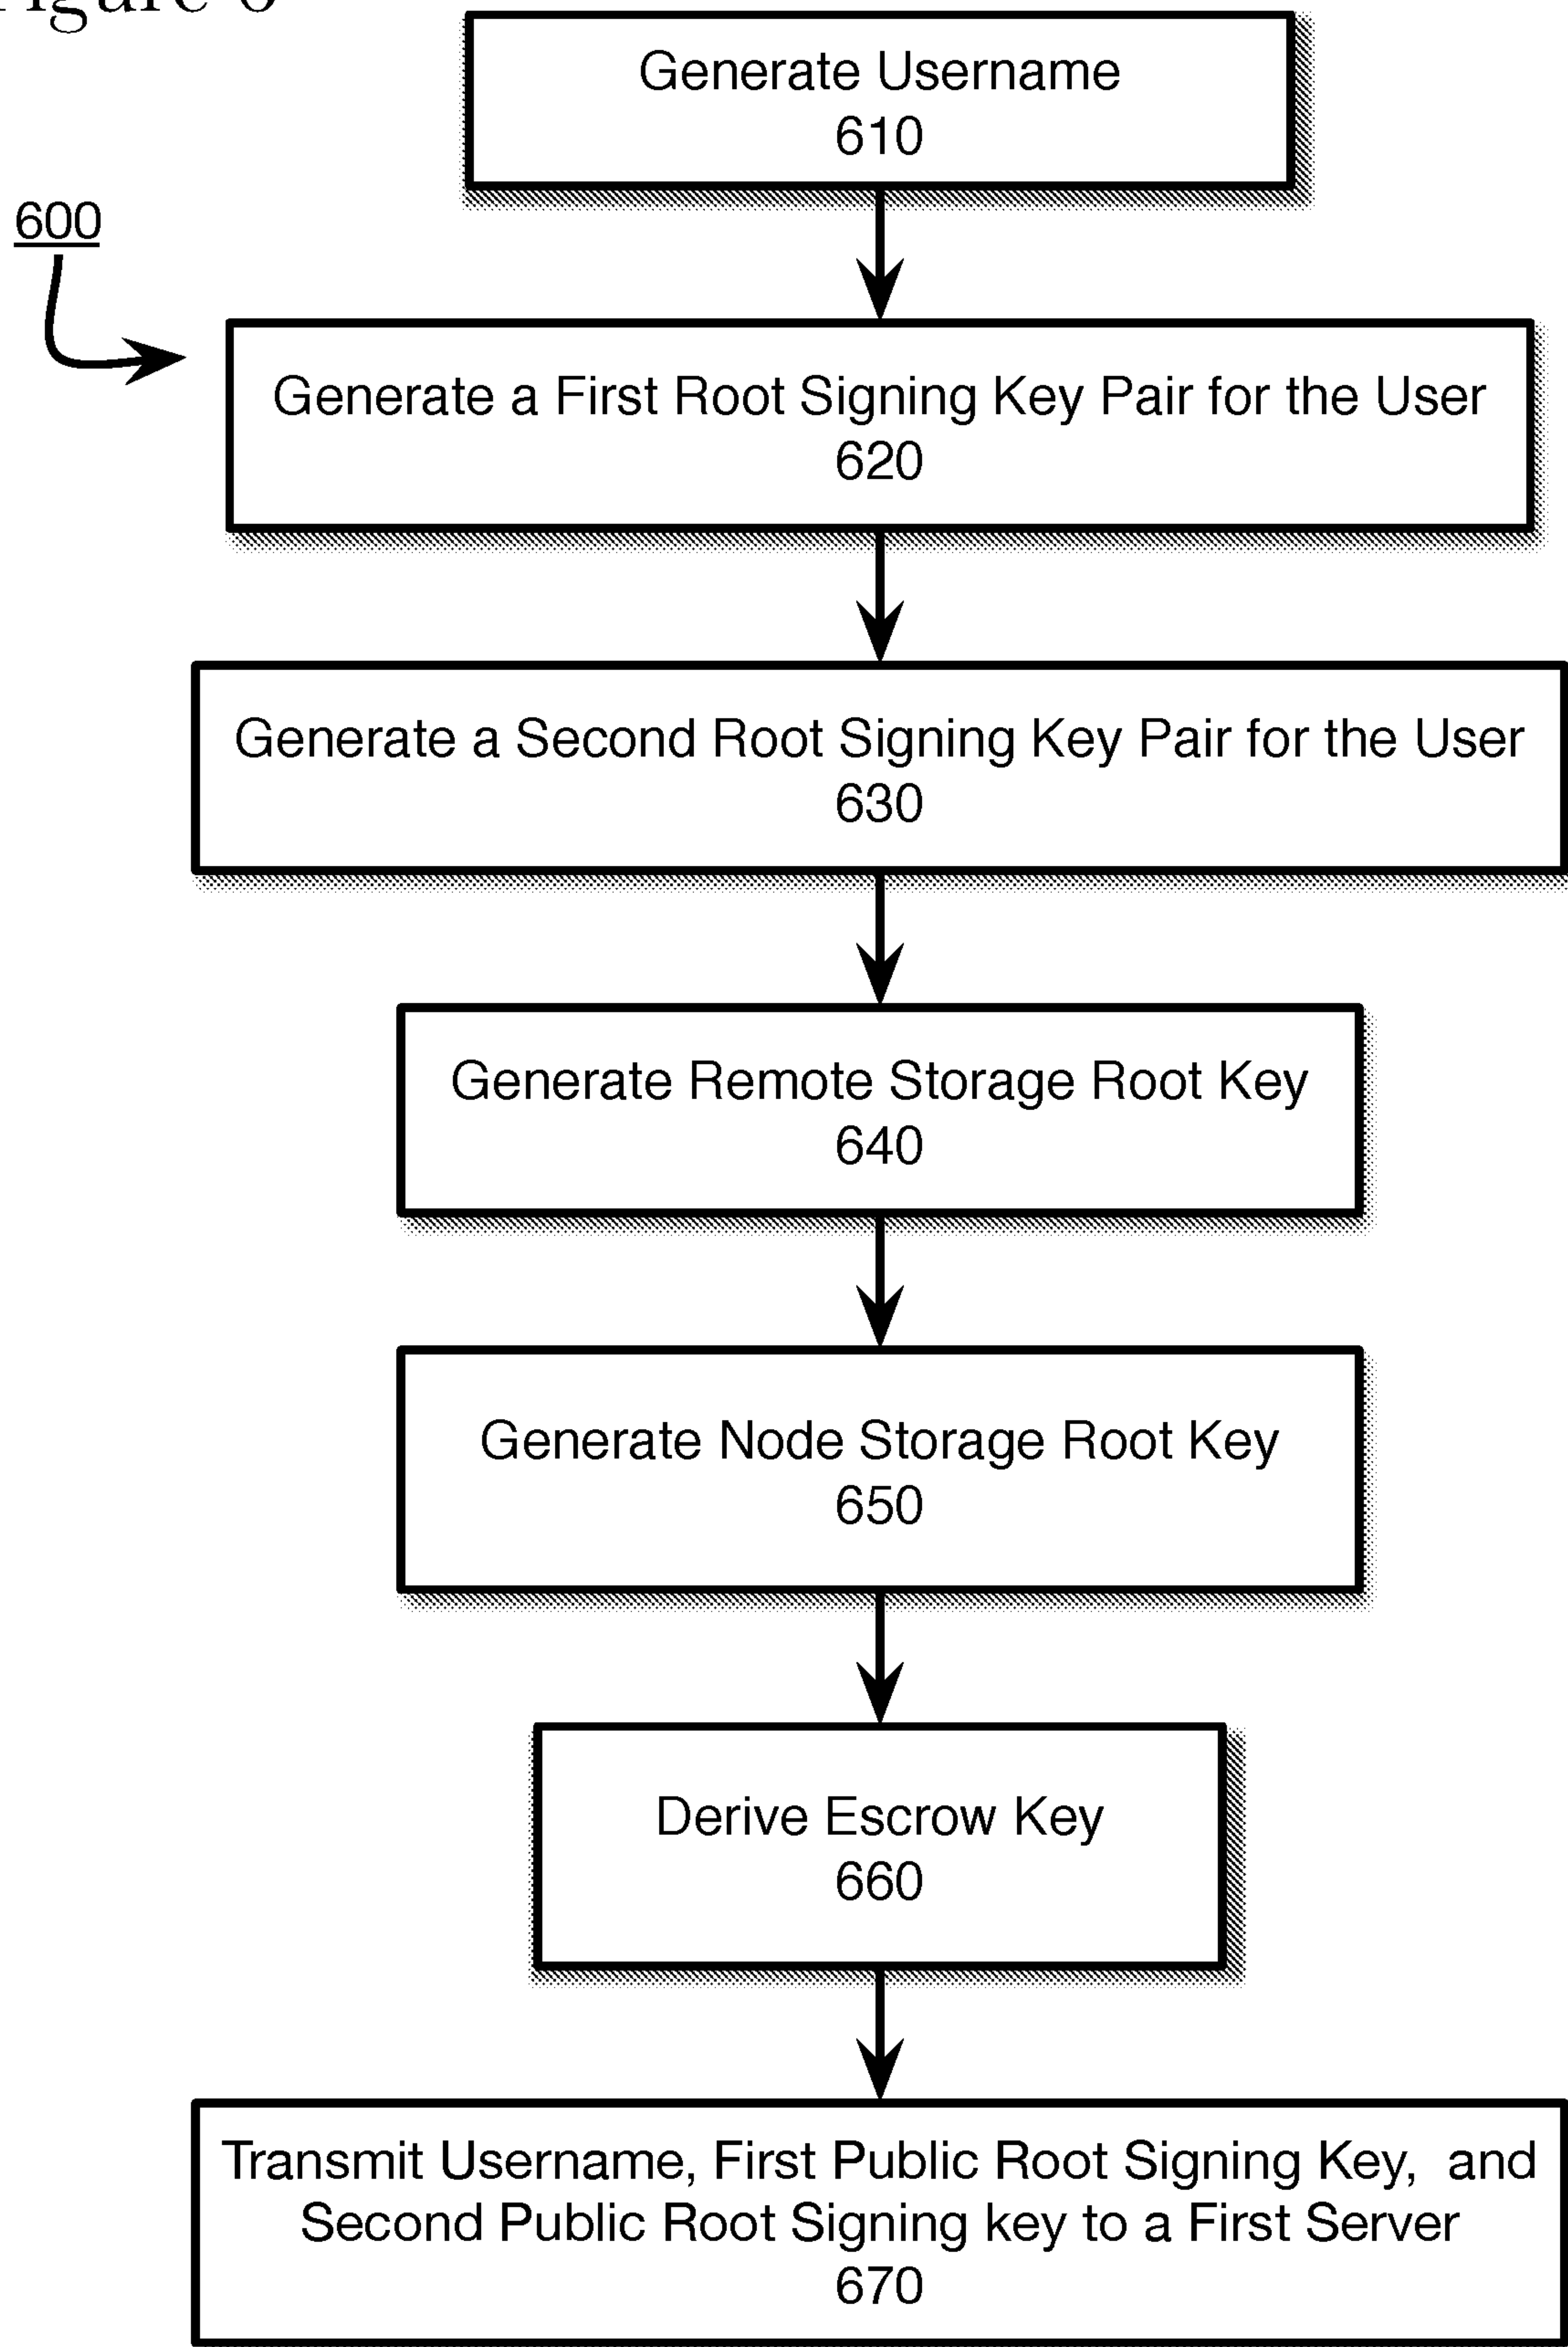 Figure 6
Generate Username
610
600
Generate a First Root Signing Key Pair for the User
620
Generate a Second Root Signing Key Pair for the User
630
Generate Remote Storage Root Key
640
Generate Node Storage Root Key
650
Derive Escrow Key
660
Transmit Username, First Public Root Signing Key, and
Second Public Root Signing key to a First Server
670